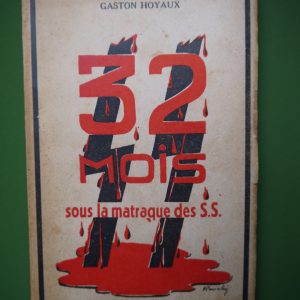 GASTON HOYAUX
32
MOIS
sous la matraque des S.S.